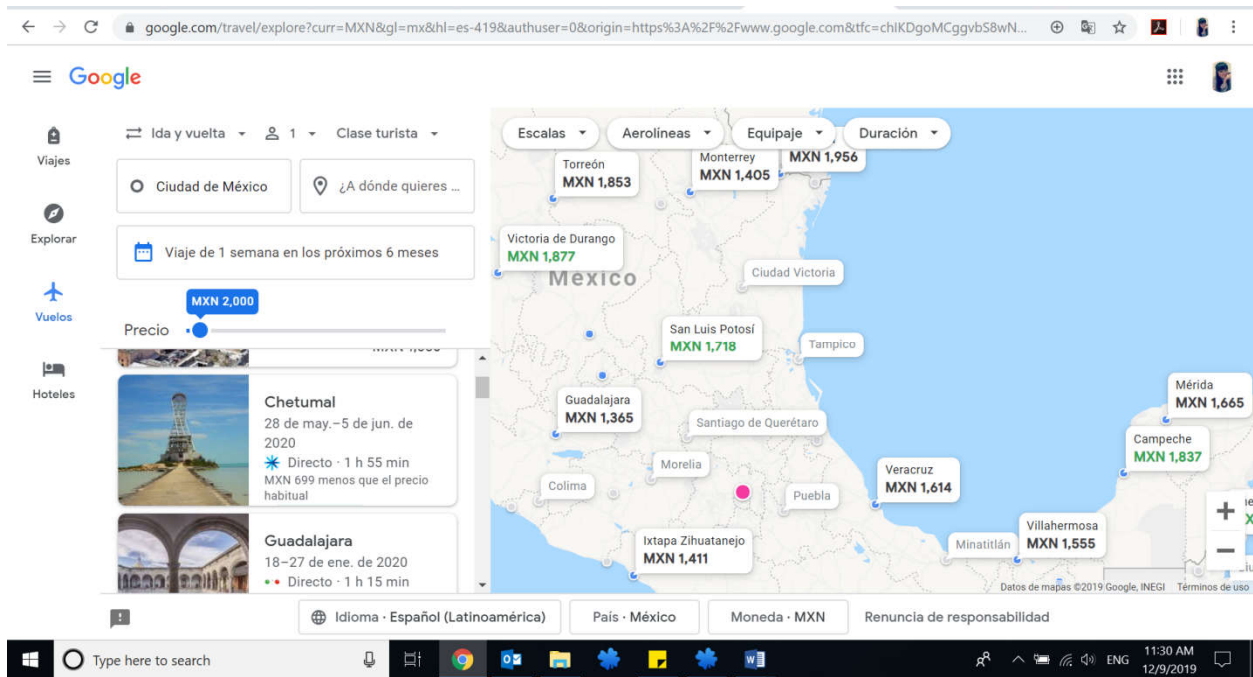 google.com/travel/explore?curr=MXN&gl=mx&hl=es-419&authuser=0&origin=https%3A%2F%2Fwww.google.com&tfc=chIKDgoMCggvbS8wN...
Google
Viajes
Explorar
Vuelos
Hoteles
Ida y vuelta
1
Clase turista
Ciudad de México
¿A dónde quieres ...
Viaje de 1 semana en los próximos 6 meses
MXN 2,000
Precio
Chetumal
28 de may.–5 de jun. de
2020
Directo · 1 h 55 min
MXN 699 menos que el precio
habitual
Guadalajara
18–27 de ene. de 2020
Directo · 1 h 15 min
Escalas
Aerolíneas
Equipaje
Duración
Torreón
MXN 1,853
Monterrey
MXN 1,405
MXN 1,956
Victoria de Durango
MXN 1,877
México
Ciudad Victoria
San Luis Potosí
MXN 1,718
Tampico
Guadalajara
MXN 1,365
Santiago de Querétaro
Mérida
MXN 1,665
Campeche
MXN 1,837
Morelia
Colima
Puebla
Veracruz
MXN 1,614
Ixtapa Zihuatanejo
MXN 1,411
Minatitlán
Villahermosa
MXN 1,555
+
−
Datos de mapas ©2019 Google, INEGI
Términos de uso
Idioma · Español (Latinoamérica)
País · México
Moneda · MXN
Renuncia de responsabilidad
Type here to search
ENG
11:30 AM
12/9/2019